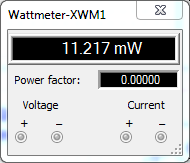 Wattmeter-XWM1
11.217 mW
Power factor: 0.00000
Voltage Current
+ - + -